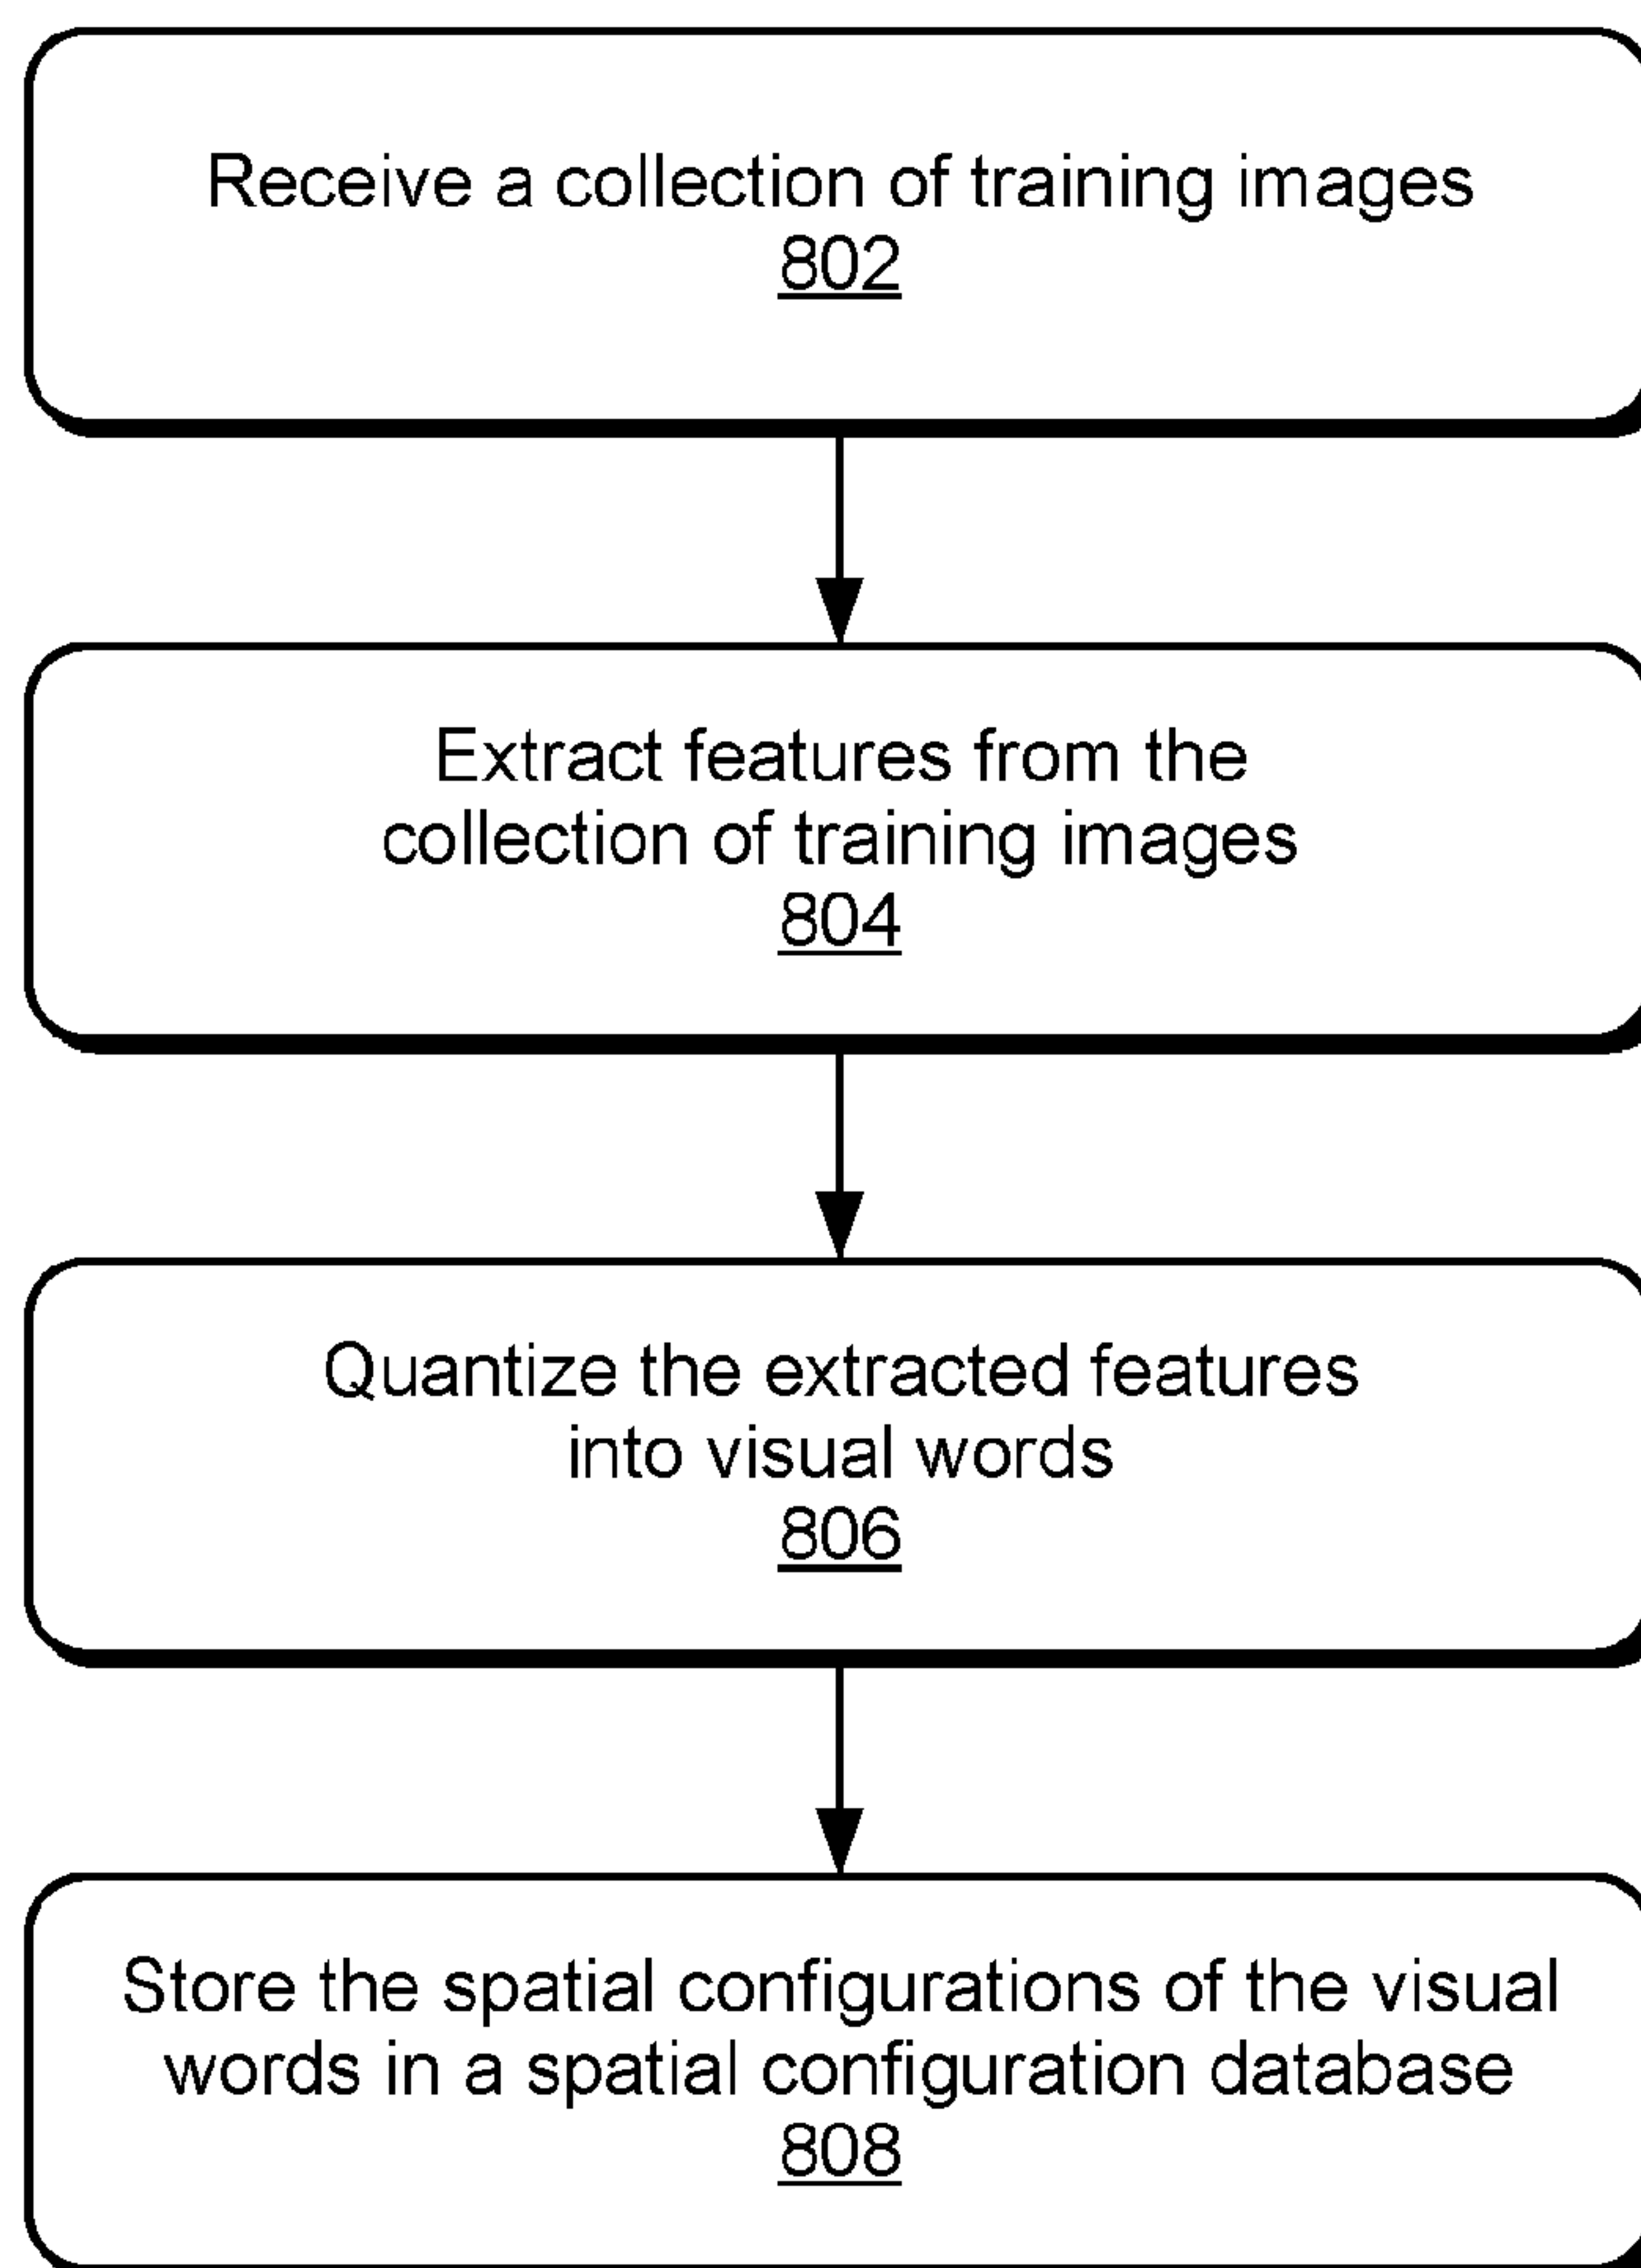 Receive a collection of training images
802
Extract features from the
collection of training images
804
Quantize the extracted features
into visual words
806
Store the spatial configurations of the visual
words in a spatial configuration database
808